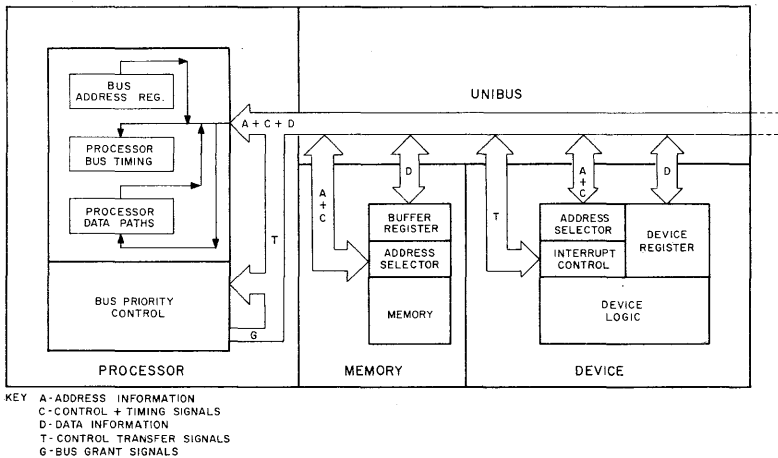 BUS
ADDRESS REG.
PROCESSOR
BUS TIMING
PROCESSOR
DATA PATHS
BUS PRIORITY
CONTROL
PROCESSOR
UNIBUS
A + C + D
T
G
A + C
D
BUFFER
REGISTER
ADDRESS
SELECTOR
MEMORY
MEMORY
T
A + C
D
ADDRESS
SELECTOR
INTERRUPT
CONTROL
DEVICE
REGISTER
DEVICE
LOGIC
DEVICE
KEY A-ADDRESS INFORMATION
C-CONTROL + TIMING SIGNALS
D-DATA INFORMATION
T-CONTROL TRANSFER SIGNALS
G-BUS GRANT SIGNALS